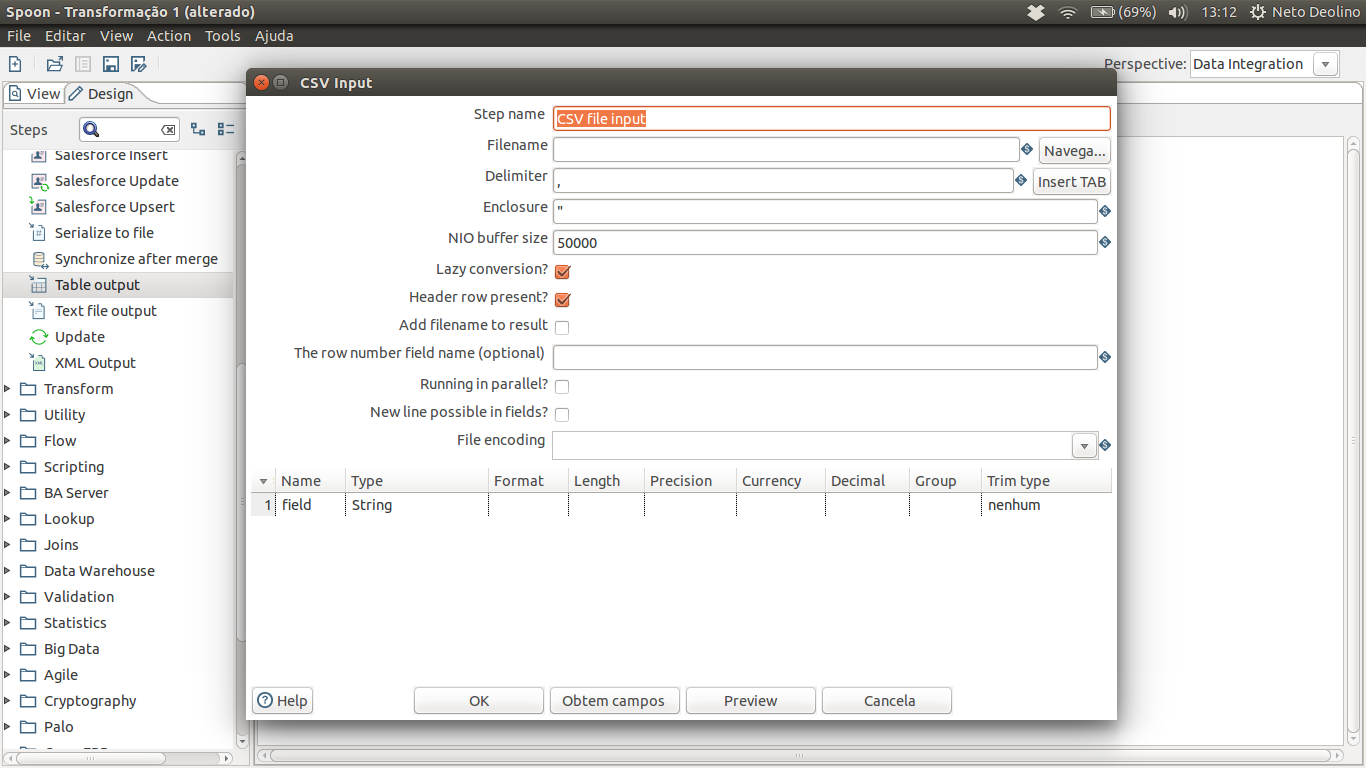 Spoon - Transformação 1 (alterado)
(69%) 13:12 Neto Deolino
File Editar View Action Tools Ajuda
Perspective: Data Integration
View Design
Steps
Salesforce Insert
Salesforce Update
Salesforce Upsert
Serialize to file
Synchronize after merge
Table output
Text file output
Update
XML Output
Transform
Utility
Flow
Scripting
BA Server
Lookup
Joins
Data Warehouse
Validation
Statistics
Big Data
Agile
Cryptography
Palo
CSV Input
Step name CSV file input
Filename Navega...
Delimiter , Insert TAB
Enclosure "
NIO buffer size 50000
Lazy conversion?
Header row present?
Add filename to result
The row number field name (optional)
Running in parallel?
New line possible in fields?
File encoding
Name Type Format Length Precision Currency Decimal Group Trim type
1 field String nenhum
Help OK Obtem campos Preview Cancela